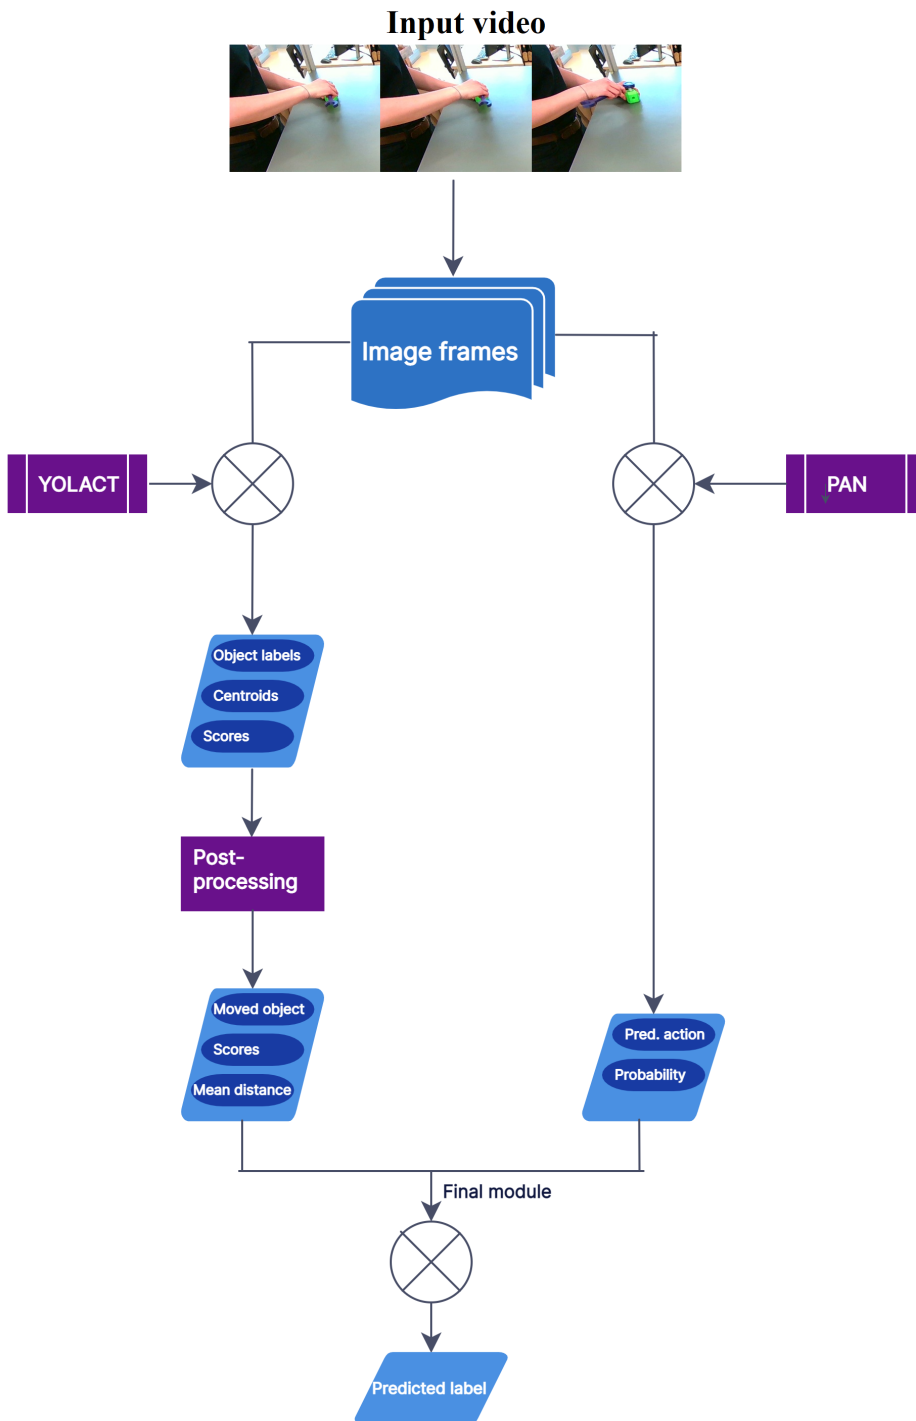 Input video
Image frames
YOLACT
PAN
Object labels
Centroids
Scores
Post-
processing
Moved object
Scores
Mean distance
Pred. action
Probability
Final module
Predicted label